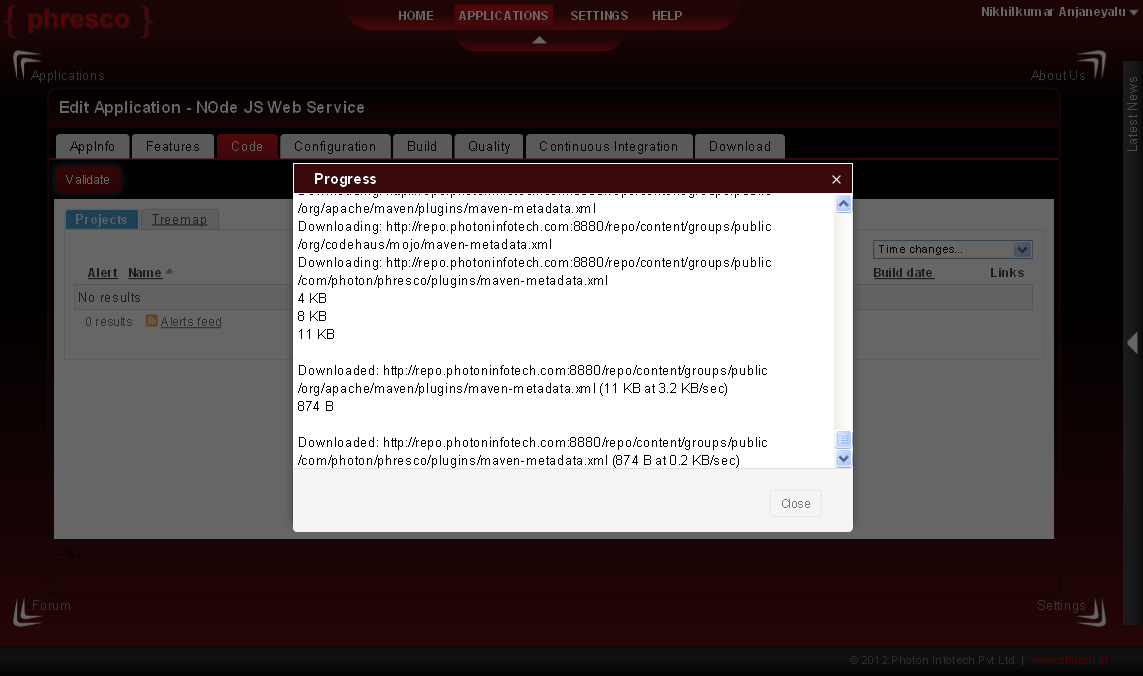 { phresco }
HOME APPLICATIONS SETTINGS HELP
Nikhilkumar Anjaneyalu
Applications
About Us
Latest News
Edit Application - NOde JS Web Service
AppInfo Features Code Configuration Build Quality Continuous Integration Download
Validate
Progress ×
Projects Treemap
/org/apache/maven/plugins/maven-metadata.xml
Downloading: http://repo.photoninfotech.com:8880/repo/content/groups/public
/org/codehaus/mojo/maven-metadata.xml
Downloading: http://repo.photoninfotech.com:8880/repo/content/groups/public
/com/photon/phresco/plugins/maven-metadata.xml
4 KB
8 KB
11 KB
Downloaded: http://repo.photoninfotech.com:8880/repo/content/groups/public
/org/apache/maven/plugins/maven-metadata.xml (11 KB at 3.2 KB/sec)
874 B
Downloaded: http://repo.photoninfotech.com:8880/repo/content/groups/public
/com/photon/phresco/plugins/maven-metadata.xml (874 B at 0.2 KB/sec)
Close
Time changes...
Alert Name Build date Links
No results
0 results Alerts feed
--%>
Forum
Settings
© 2012.Photon Infotech Pvt Ltd. | www.photon.in